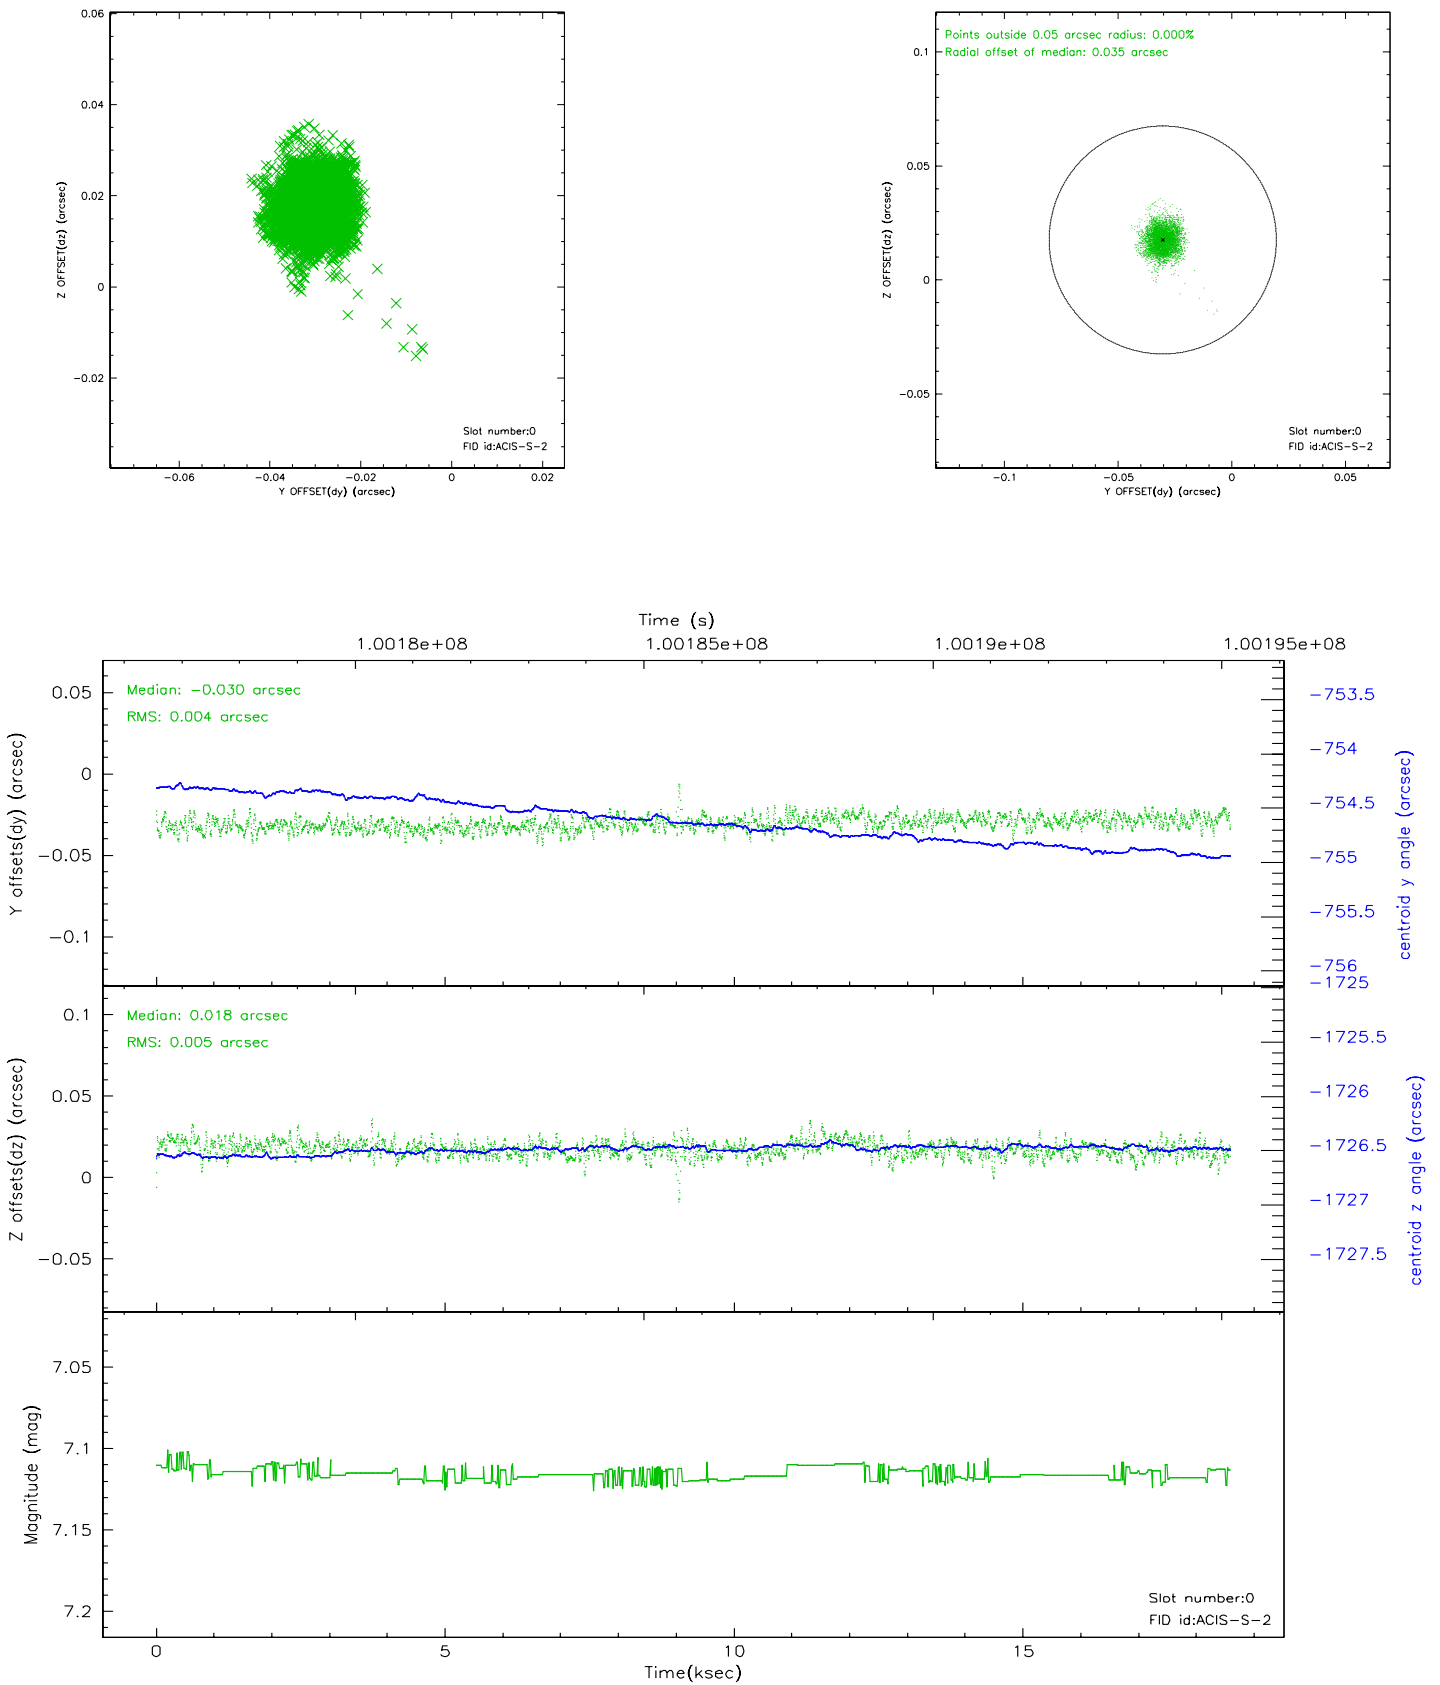 0.06
0.04
0.02
0
−0.02
Z OFFSET(dz) (arcsec)
Slot number:0
FID id:ACIS−S−2
−0.06
−0.04
−0.02
0
0.02
Y OFFSET(dy) (arcsec)
Points outside 0.05 arcsec radius: 0.000%
Radial offset of median: 0.035 arcsec
0.1
0.05
0
−0.05
Z OFFSET(dz) (arcsec)
Slot number:0
FID id:ACIS−S−2
−0.1
−0.05
0
0.05
Y OFFSET(dy) (arcsec)
Time (s)
1.0018e+08
1.00185e+08
1.0019e+08
1.00195e+08
Median: −0.030 arcsec
RMS: 0.004 arcsec
0.05
0
−0.05
−0.1
Y offsets(dy) (arcsec)
−753.5
−754
−754.5
−755
−755.5
−756
centroid y angle (arcsec)
Median: 0.018 arcsec
RMS: 0.005 arcsec
0.1
0.05
0
−0.05
Z offsets(dz) (arcsec)
−1725
−1725.5
−1726
−1726.5
−1727
−1727.5
centroid z angle (arcsec)
7.05
7.1
7.15
7.2
Magnitude (mag)
Slot number:0
FID id:ACIS−S−2
0
5
10
15
Time(ksec)